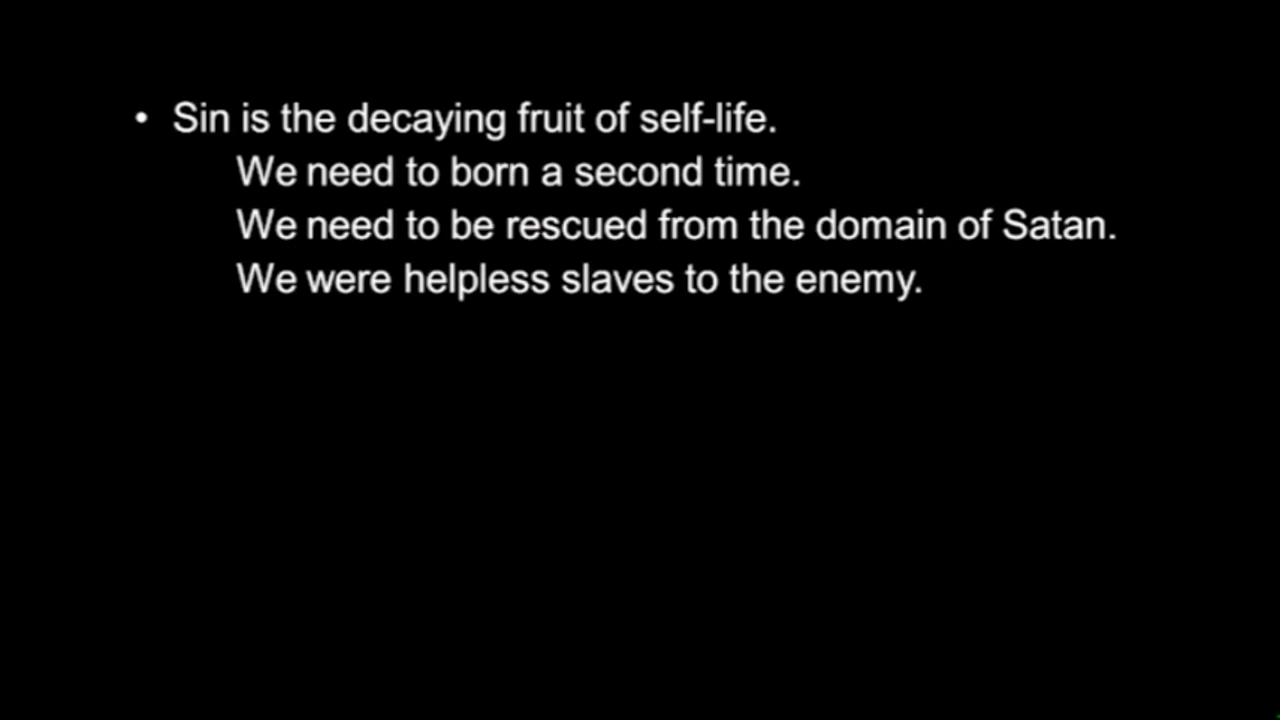 • Sin is the decaying fruit of self-life.
We need to born a second time.
We need to be rescued from the domain of Satan.
We were helpless slaves to the enemy.